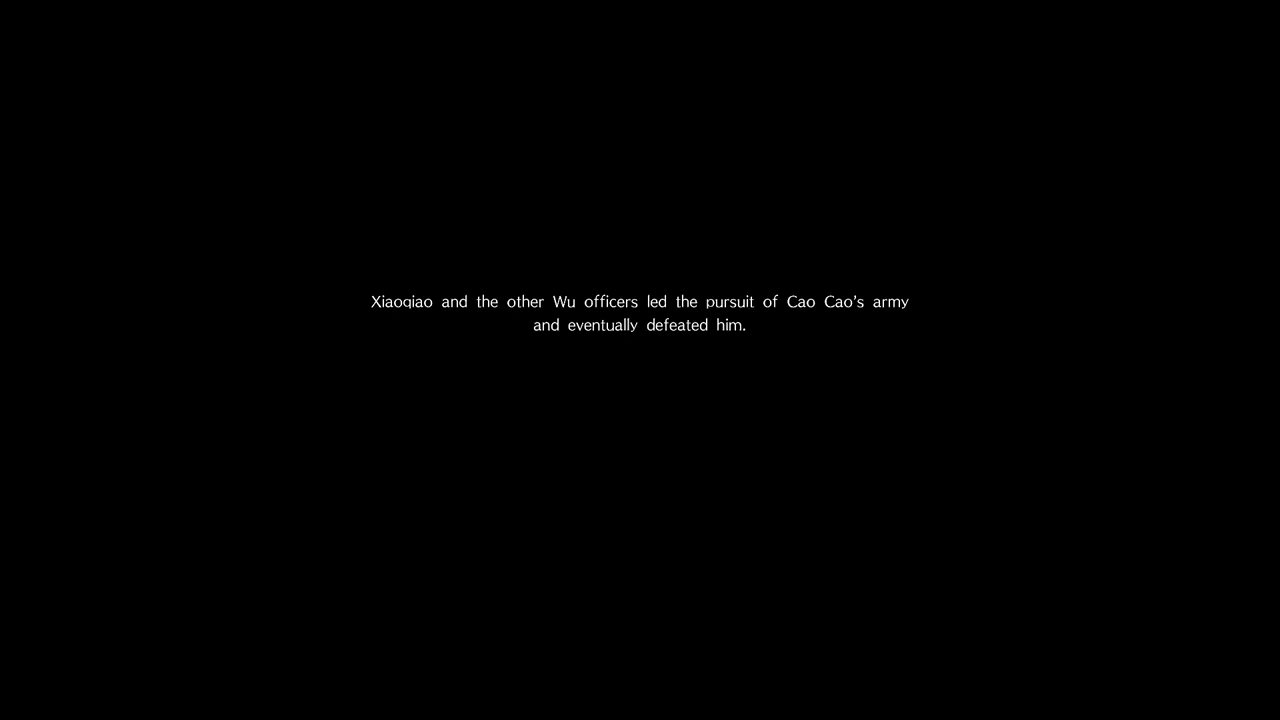 Xiaoqiao and the other Wu officers led the pursuit of Cao Cao's army
and eventually defeated him.